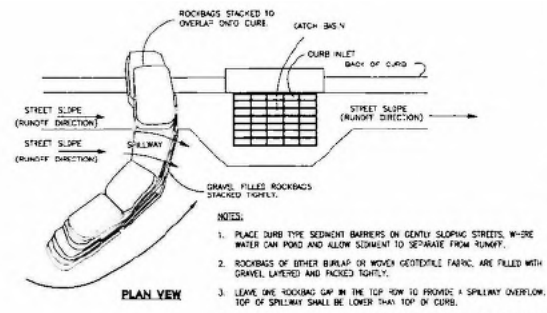 ROCKBAGS STACKED TO
OVERLAP ONTO CURB.
CATCH BASIN
CURB INLET
BACK OF CURB
STREET SLOPE
(RUNOFF DIRECTION)
STREET SLOPE
(RUNOFF DIRECTION)
STREET SLOPE
(RUNOFF DIRECTION)
SPILLWAY
GRAVEL FILLED ROCKBAGS
STACKED TIGHTLY.
PLAN VIEW
NOTES:
1. PLACE CURB TYPE SEDIMENT BARRIERS ON GENTLY SLOPING STREETS, WHERE
WATER CAN POND AND ALLOW SEDIMENT TO SEPARATE FROM RUNOFF.
2. ROCKBAGS OF EITHER BURLAP OR WOVEN GEOTEXTILE FABRIC, ARE FILLED WITH
GRAVEL, LAYERED AND PACKED TIGHTLY.
3. LEAVE ONE ROCKBAG GAP IN THE TOP ROW TO PROVIDE A SPILLWAY OVERFLOW.
TOP OF SPILLWAY SHALL BE LOWER THAN TOP OF CURB.